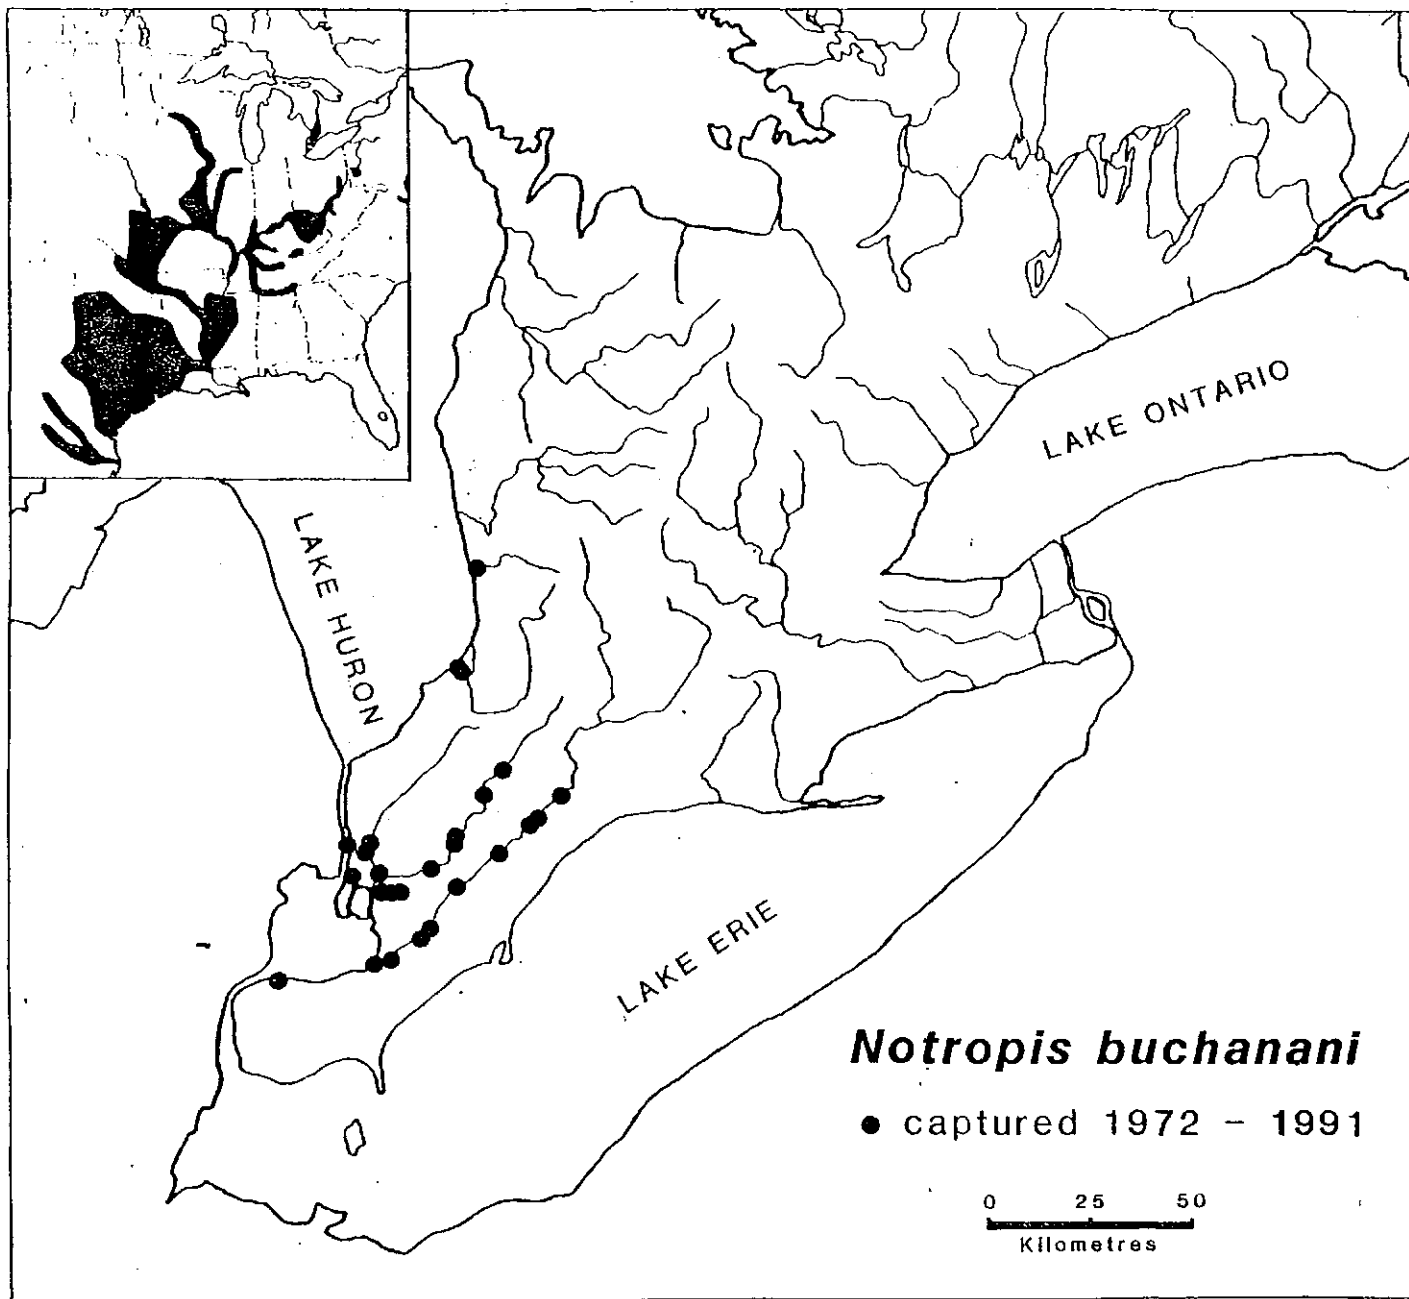 LAKE ONTARIO
LAKE HURON
LAKE ERIE
Notropis buchanani
● captured 1972 – 1991
0 25 50
Kilometres